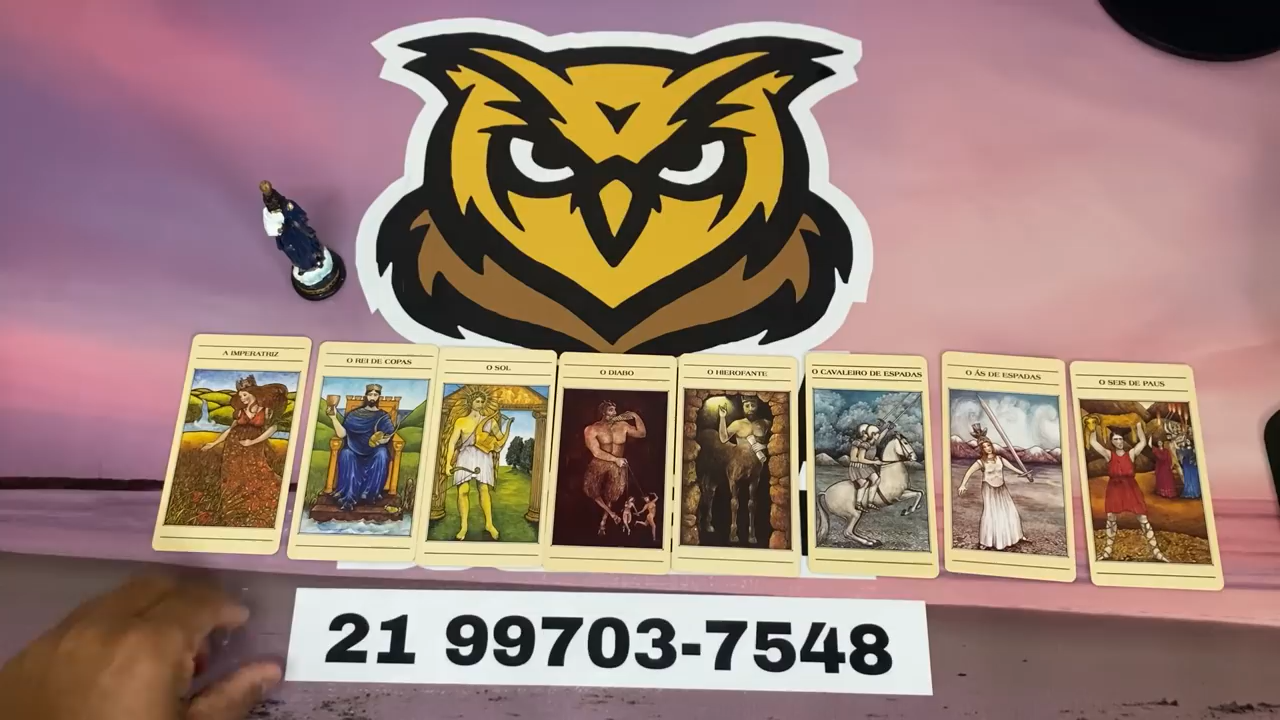 A IMPERATRIZ
O REI DE COPAS
O SOL
O DIABO
O HIEROFANTE
O CAVALEIRO DE ESPADAS
O ÁS DE ESPADAS
O SEIS DE PAUS
21 99703-7548